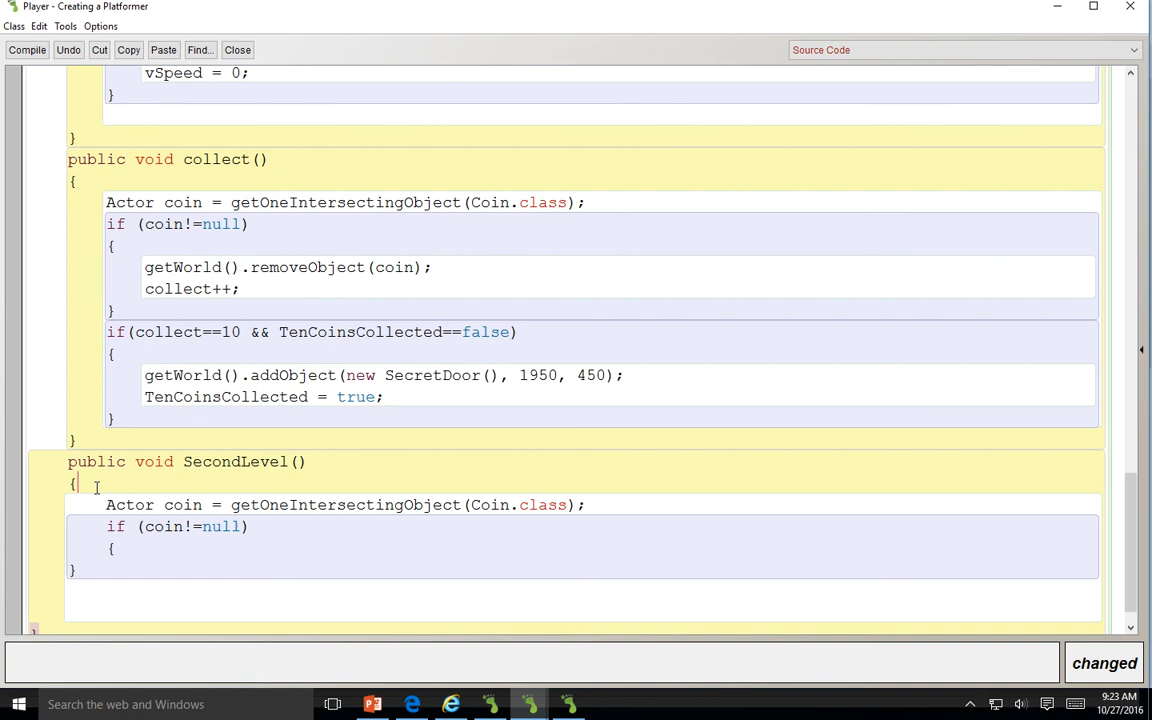 Player - Creating a Platformer
Class Edit Tools Options
Compile Undo Cut Copy Paste Find... Close Source Code
vSpeed = 0;
}
}
public void collect()
{
Actor coin = getOneIntersectingObject(Coin.class);
if (coin!=null)
{
getWorld().removeObject(coin);
collect++;
}
if(collect==10 && TenCoinsCollected==false)
{
getWorld().addObject(new SecretDoor(), 1950, 450);
TenCoinsCollected = true;
}
}
public void SecondLevel()
{
Actor coin = getOneIntersectingObject(Coin.class);
if (coin!=null)
{
}
}
changed
Search the web and Windows
9:23 AM
10/27/2016